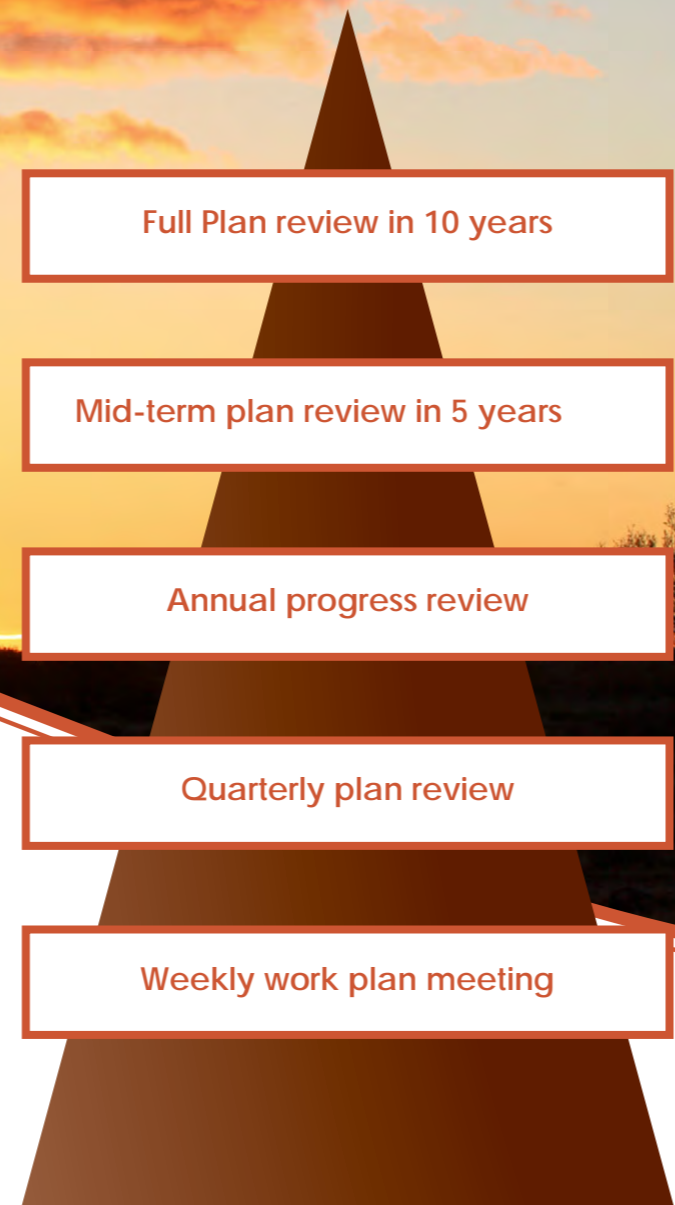 Full Plan review in 10 years
Mid-term plan review in 5 years
Annual progress review
Quarterly plan review
Weekly work plan meeting